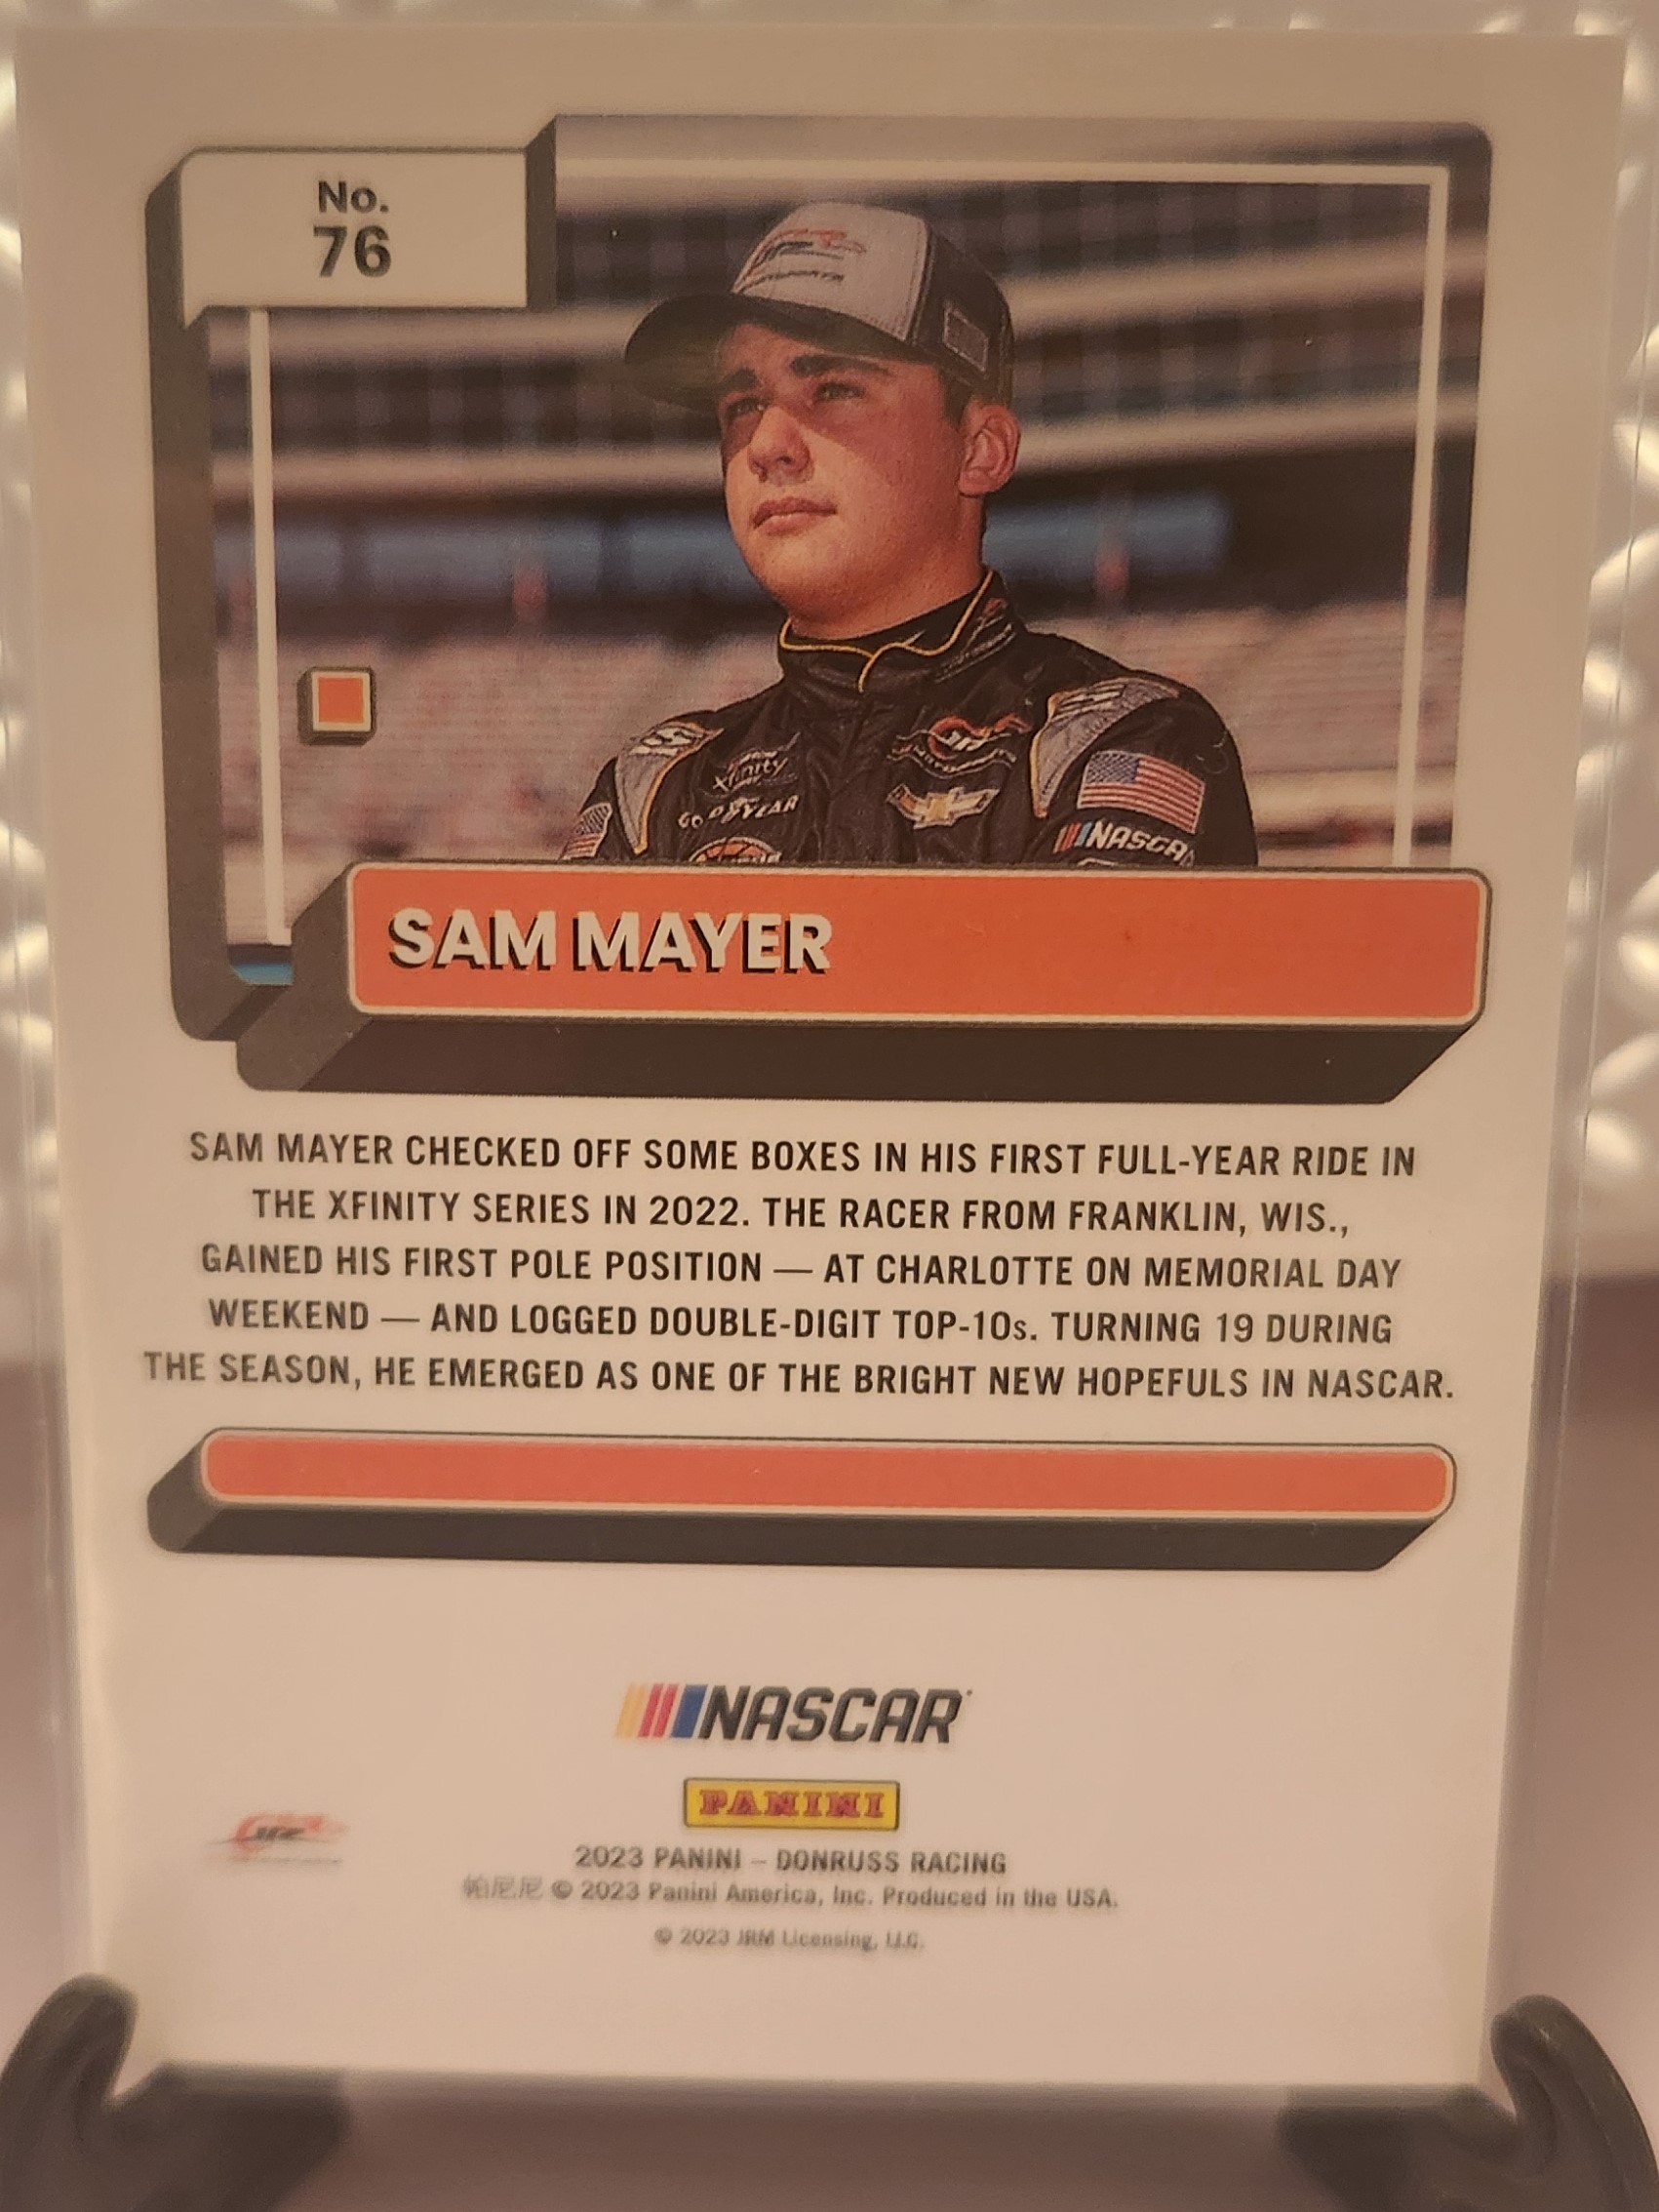 No.
76
xfinity
GOODYEAR
NASCAR
SAM MAYER
SAM MAYER CHECKED OFF SOME BOXES IN HIS FIRST FULL-YEAR RIDE IN
THE XFINITY SERIES IN 2022. THE RACER FROM FRANKLIN, WIS.,
GAINED HIS FIRST POLE POSITION — AT CHARLOTTE ON MEMORIAL DAY
WEEKEND — AND LOGGED DOUBLE-DIGIT TOP-10s. TURNING 19 DURING
THE SEASON, HE EMERGED AS ONE OF THE BRIGHT NEW HOPEFULS IN NASCAR.
NASCAR
PANINI
2023 PANINI – DONRUSS RACING
帕尼尼 © 2023 Panini America, Inc. Produced in the USA.
© 2023 JRM Licensing, LLC.